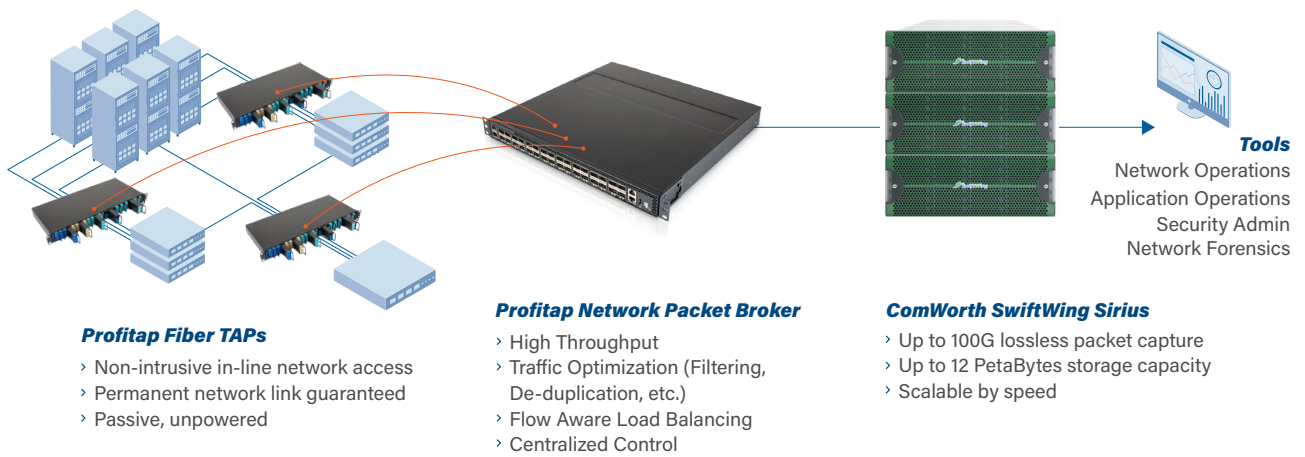 Tools
Network Operations
Application Operations
Security Admin
Network Forensics
Profitap Fiber TAPs
› Non-intrusive in-line network access
› Permanent network link guaranteed
› Passive, unpowered
Profitap Network Packet Broker
› High Throughput
› Traffic Optimization (Filtering,
De-duplication, etc.)
› Flow Aware Load Balancing
› Centralized Control
ComWorth SwiftWing Sirius
› Up to 100G lossless packet capture
› Up to 12 PetaBytes storage capacity
› Scalable by speed